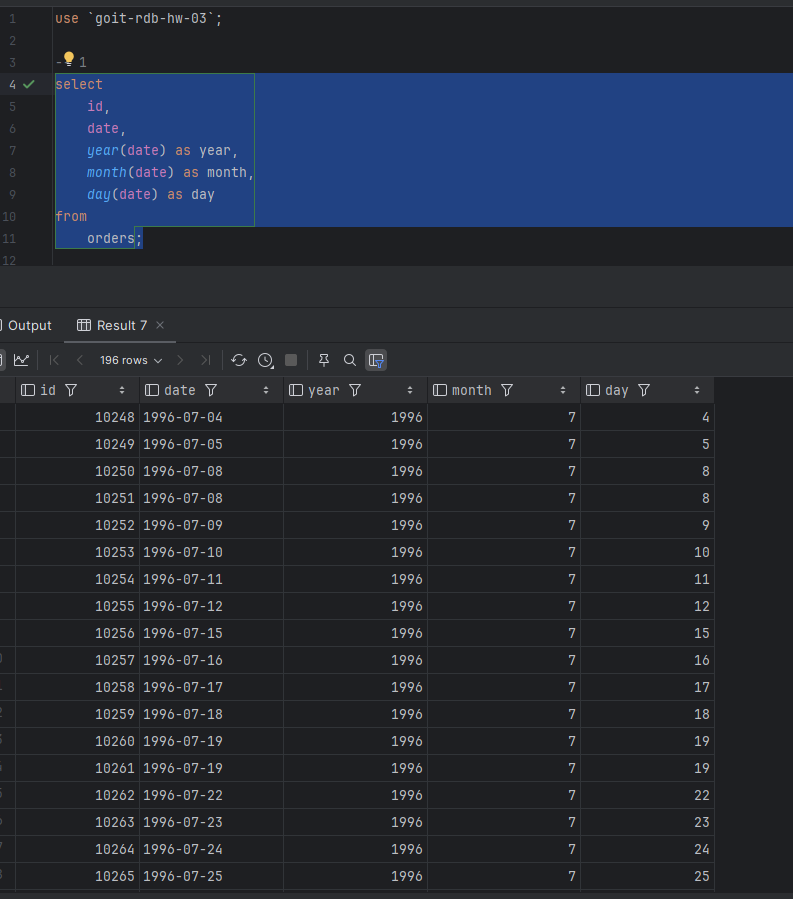 1 use `goit-rdb-hw-03`;
2
3 - 1
4 select
5 id,
6 date,
7 year(date) as year,
8 month(date) as month,
9 day(date) as day
10 from
11 orders;
12
Output Result 7 ×
196 rows
id date year month day
10248 1996-07-04 1996 7 4
10249 1996-07-05 1996 7 5
10250 1996-07-08 1996 7 8
10251 1996-07-08 1996 7 8
10252 1996-07-09 1996 7 9
10253 1996-07-10 1996 7 10
10254 1996-07-11 1996 7 11
10255 1996-07-12 1996 7 12
10256 1996-07-15 1996 7 15
10257 1996-07-16 1996 7 16
10258 1996-07-17 1996 7 17
10259 1996-07-18 1996 7 18
10260 1996-07-19 1996 7 19
10261 1996-07-19 1996 7 19
10262 1996-07-22 1996 7 22
10263 1996-07-23 1996 7 23
10264 1996-07-24 1996 7 24
10265 1996-07-25 1996 7 25